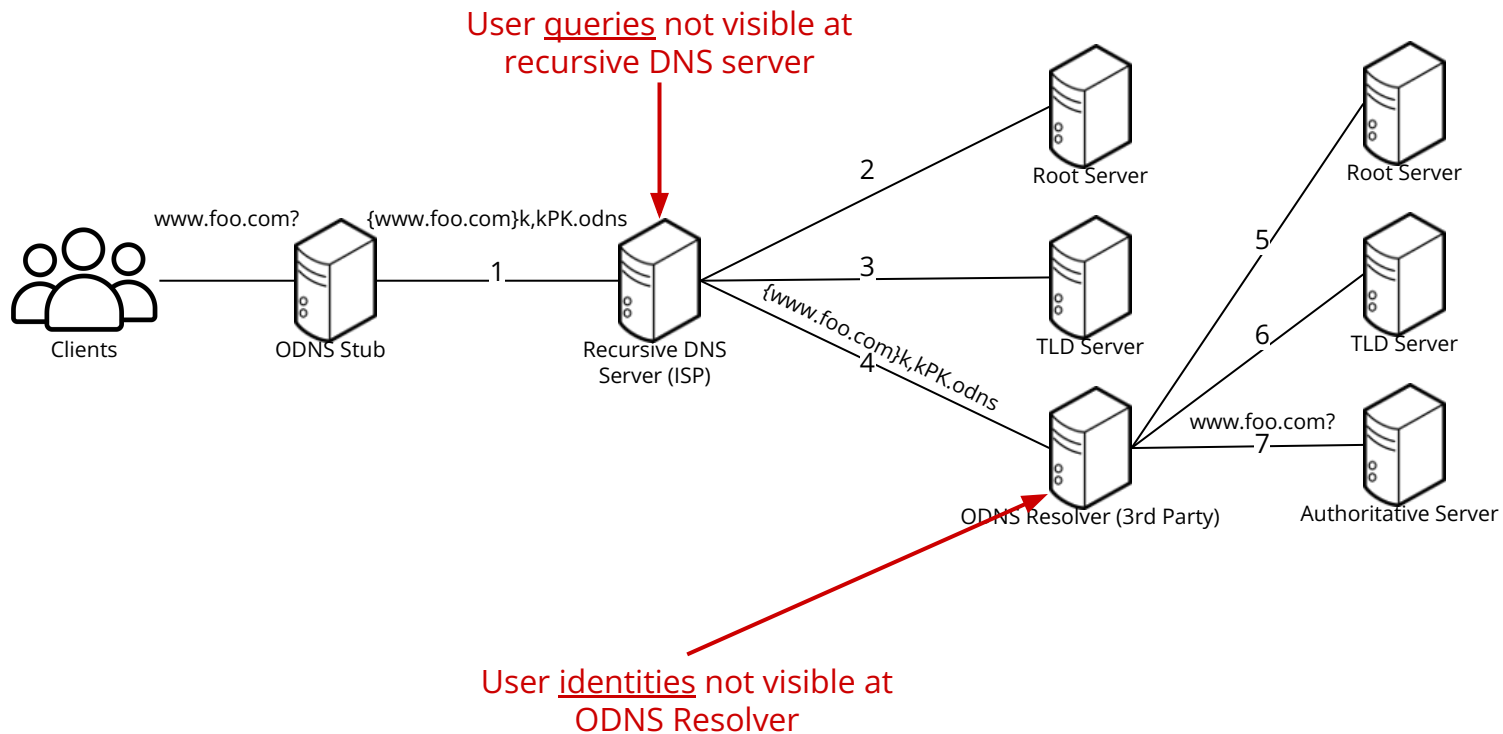 User queries not visible at
recursive DNS server
www.foo.com?
{www.foo.com}k,kPK.odns
1
2
3
{www.foo.com}k,kPK.odns
4
5
6
www.foo.com?
7
Clients
ODNS Stub
Recursive DNS
Server (ISP)
Root Server
TLD Server
ODNS Resolver (3rd Party)
Root Server
TLD Server
Authoritative Server
User identities not visible at
ODNS Resolver